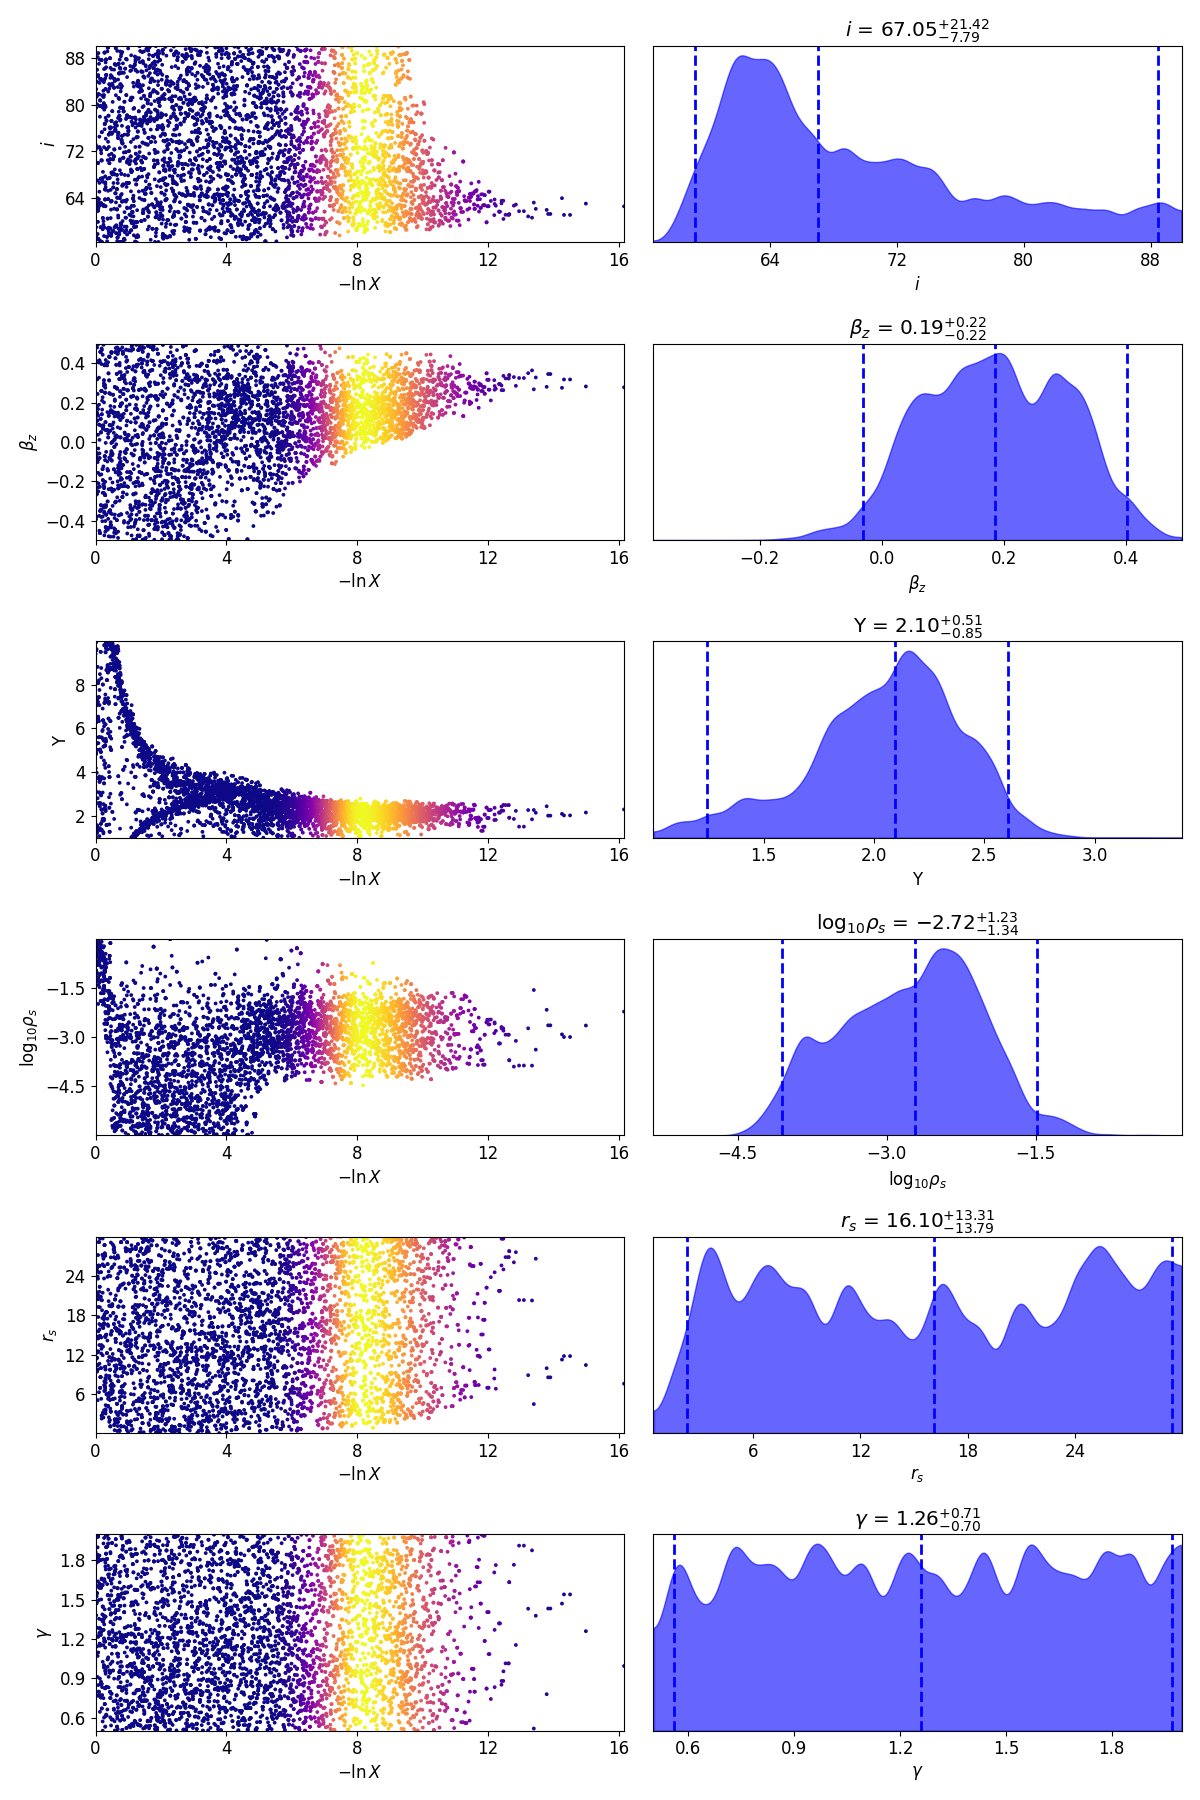 i = 67.05+21.42−7.79
88
80
72
64
i
0 4 8 12 16
−ln X
64 72 80 88
i
βz = 0.19+0.22−0.22
0.4
0.2
0.0
−0.2
−0.4
βz
0 4 8 12 16
−ln X
−0.2 0.0 0.2 0.4
βz
Y = 2.10+0.51−0.85
8
6
4
2
Y
0 4 8 12 16
−ln X
1.5 2.0 2.5 3.0
Y
log10ρs = −2.72+1.23−1.34
−1.5
−3.0
−4.5
log10ρs
0 4 8 12 16
−ln X
−4.5 −3.0 −1.5
log10ρs
rs = 16.10+13.31−13.79
24
18
12
6
rs
0 4 8 12 16
−ln X
6 12 18 24
rs
γ = 1.26+0.71−0.70
1.8
1.5
1.2
0.9
0.6
γ
0 4 8 12 16
−ln X
0.6 0.9 1.2 1.5 1.8
γ